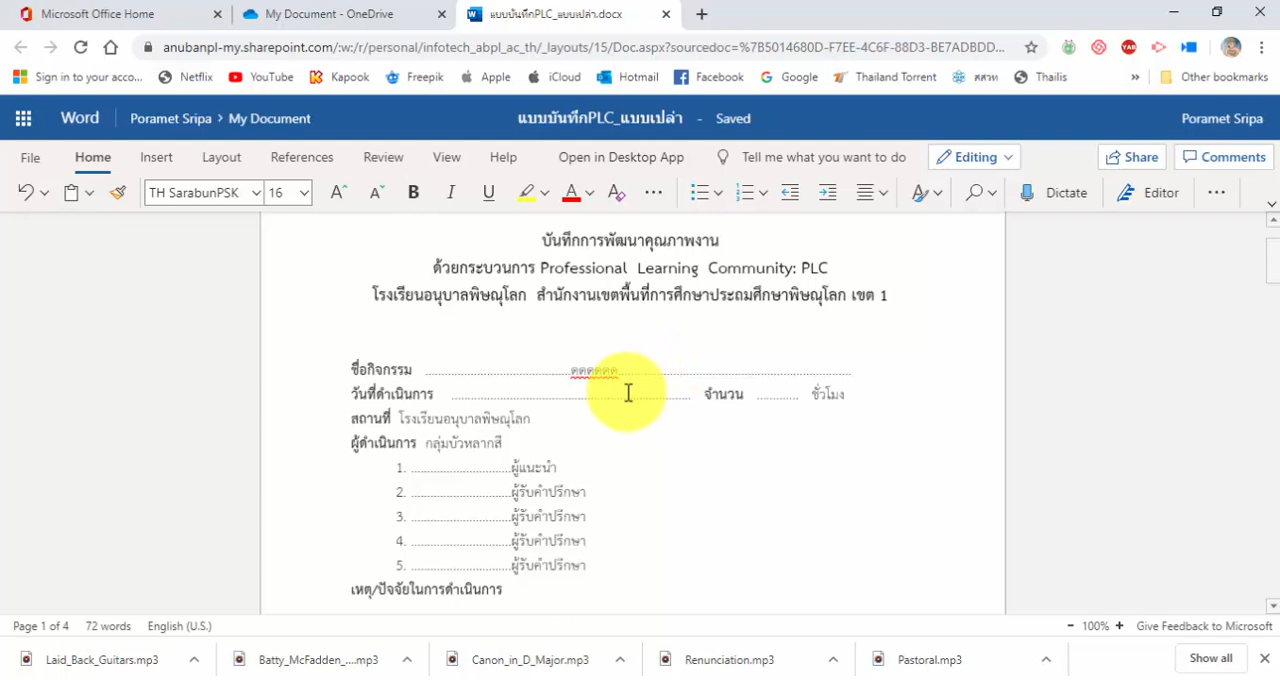 Microsoft Office Home
My Document - OneDrive
แบบบันทึกPLC_แบบเปล่า.docx
anubanpl-my.sharepoint.com/:w:/r/personal/infotech_abpl_ac_th/_layouts/15/Doc.aspx?sourcedoc=%7B5014680D-F7EE-4C6F-88D3-BE7ADBDD...
Sign in to your acco...
Netflix
YouTube
Kapook
Freepik
Apple
iCloud
Hotmail
Facebook
Google
Thailand Torrent
สสวท
Thailis
»
Other bookmarks
Word
Poramet Sripa > My Document
แบบบันทึกPLC_แบบเปล่า - Saved
Poramet Sripa
File
Home
Insert
Layout
References
Review
View
Help
Open in Desktop App
Tell me what you want to do
Editing
Share
Comments
TH SarabunPSK
16
Dictate
Editor
บันทึกการพัฒนาคุณภาพงาน
ด้วยกระบวนการ Professional Learning Community: PLC
โรงเรียนอนุบาลพิษณุโลก สำนักงานเขตพื้นที่การศึกษาประถมศึกษาพิษณุโลก เขต 1
ชื่อกิจกรรม ........................................คคคคคค................................................................
วันที่ดำเนินการ ................................................................ จำนวน ........... ชั่วโมง
สถานที่ โรงเรียนอนุบาลพิษณุโลก
ผู้ดำเนินการ กลุ่มบัวหลากสี
1. ...........................ผู้แนะนำ
2. ...........................ผู้รับคำปรึกษา
3. ...........................ผู้รับคำปรึกษา
4. ...........................ผู้รับคำปรึกษา
5. ...........................ผู้รับคำปรึกษา
เหตุ/ปัจจัยในการดำเนินการ
Page 1 of 4
72 words
English (U.S.)
- 100% +
Give Feedback to Microsoft
Laid_Back_Guitars.mp3
Batty_McFadden_....mp3
Canon_in_D_Major.mp3
Renunciation.mp3
Pastoral.mp3
Show all